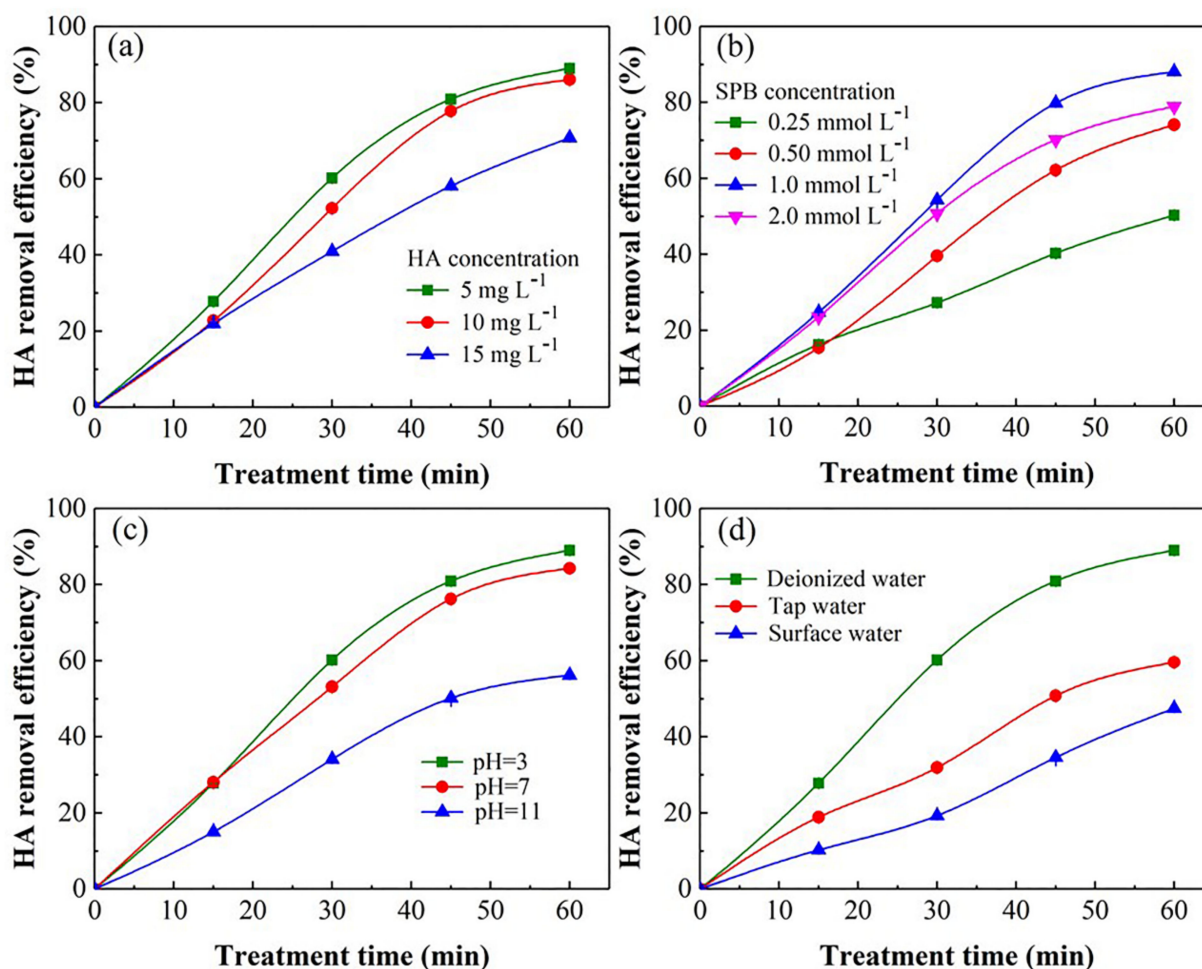 (a)
HA removal efficiency (%)
100
80
60
40
20
0
HA concentration
5 mg L⁻¹
10 mg L⁻¹
15 mg L⁻¹
0 10 20 30 40 50 60
Treatment time (min)
(b)
HA removal efficiency (%)
100
80
60
40
20
0
SPB concentration
0.25 mmol L⁻¹
0.50 mmol L⁻¹
1.0 mmol L⁻¹
2.0 mmol L⁻¹
0 10 20 30 40 50 60
Treatment time (min)
(c)
HA removal efficiency (%)
100
80
60
40
20
0
pH=3
pH=7
pH=11
0 10 20 30 40 50 60
Treatment time (min)
(d)
HA removal efficiency (%)
100
80
60
40
20
0
Deionized water
Tap water
Surface water
0 10 20 30 40 50 60
Treatment time (min)